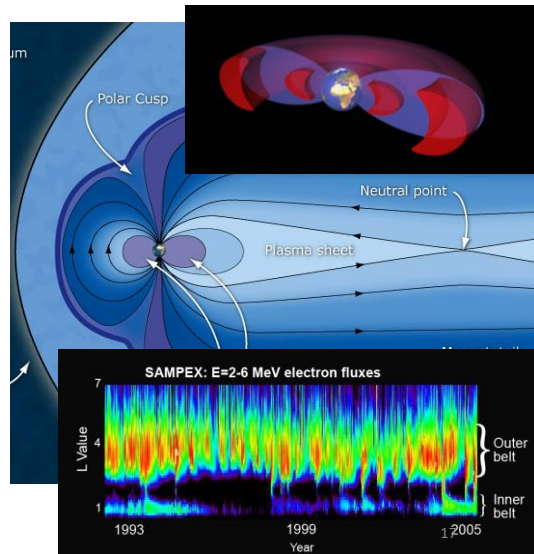 um
Polar Cusp
Neutral point
Plasma sheet
SAMPEX: E=2-6 MeV electron fluxes
7
L Value
4
1
Outer
belt
Inner
belt
1993
1999
17
2005
Year